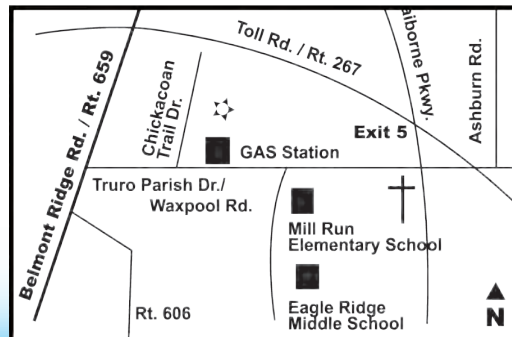 Toll Rd. / Rt. 267
aiborne Pkwy.
Ashburn Rd.
Belmont Ridge Rd. / Rt. 659
Chickacoan
Trail Dr.
Exit 5
GAS Station
Truro Parish Dr./
Waxpool Rd.
Mill Run
Elementary School
Eagle Ridge
Middle School
Rt. 606
N